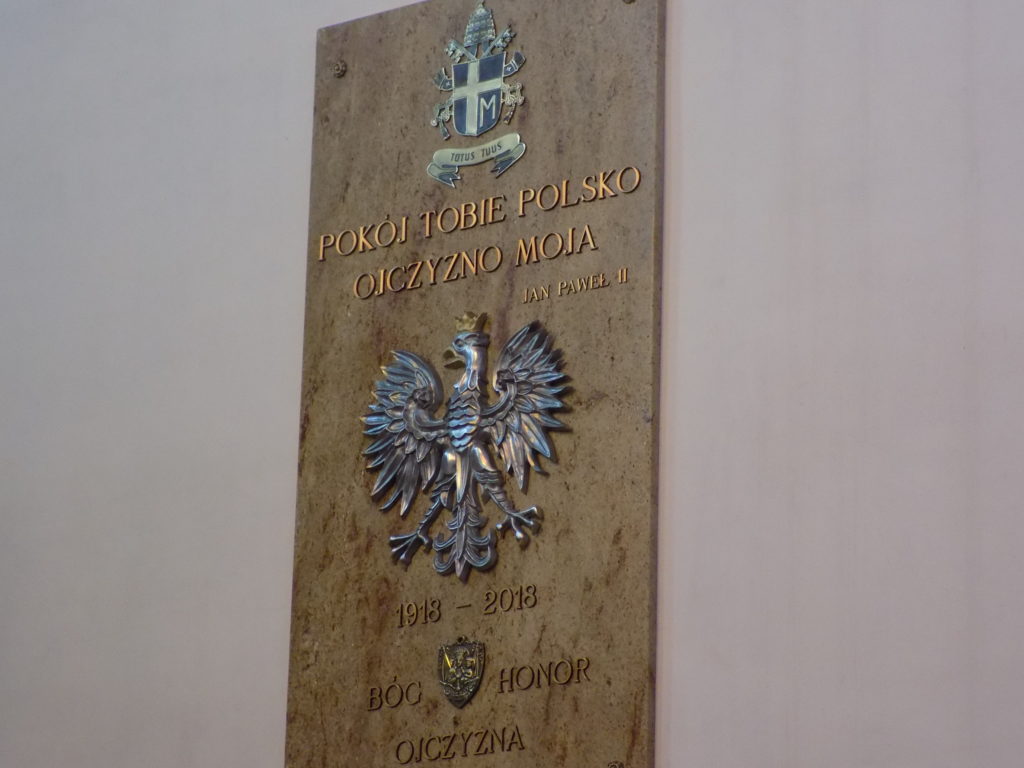 M
TOTUS TUUS
POKÓJ TOBIE POLSKO
OJCZYZNO MOJA
JAN PAWEŁ II
1918 – 2018
BÓG HONOR
OJCZYZNA